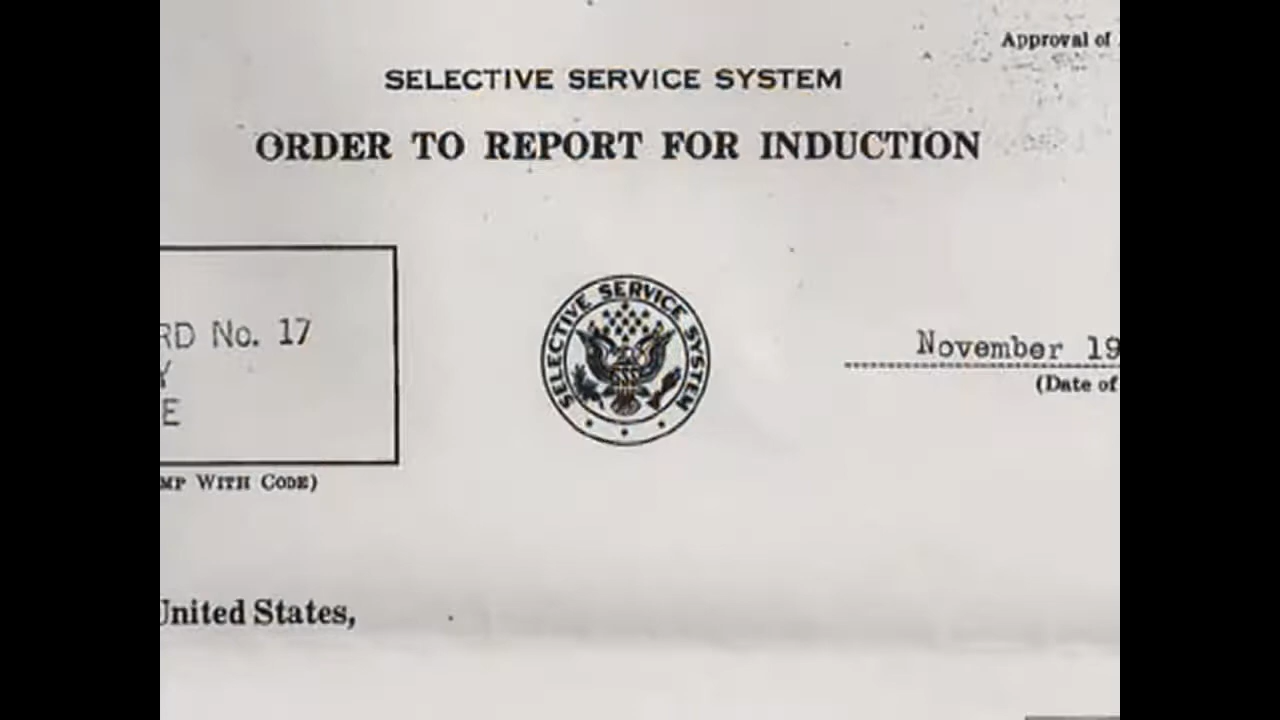 Approval of
SELECTIVE SERVICE SYSTEM
ORDER TO REPORT FOR INDUCTION
RD No. 17
Y
E
MP WITH CODE)
SELECTIVE SERVICE SYSTEM
November 19
(Date of
United States,